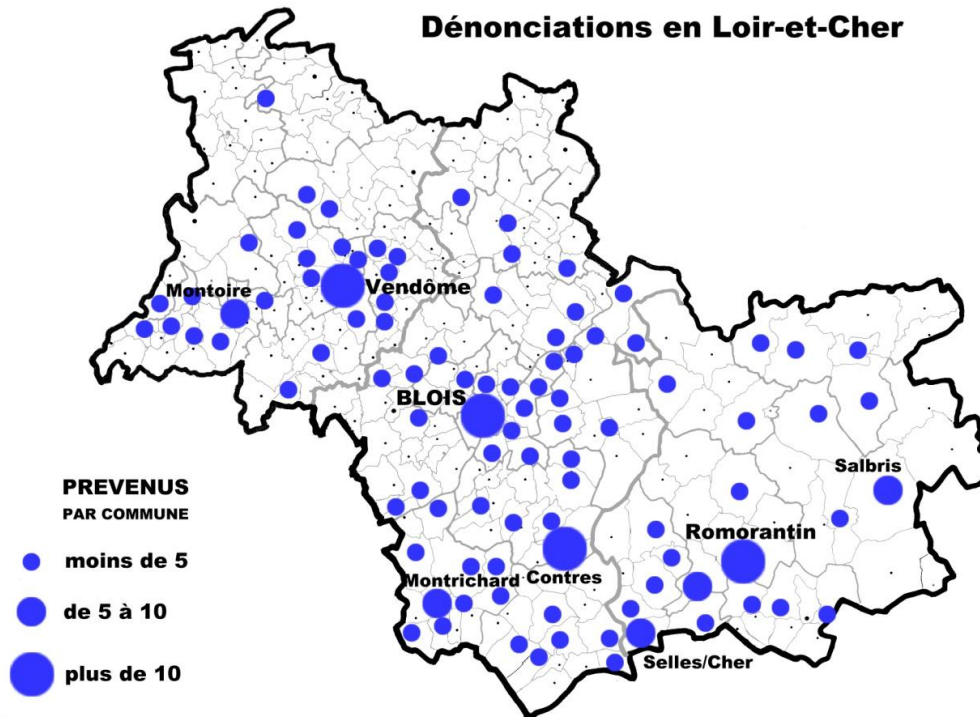 Dénonciations en Loir-et-Cher
Montoire
Vendôme
BLOIS
Salbris
Romorantin
Montrichard
Contres
Selles/Cher
PREVENUS
PAR COMMUNE
moins de 5
de 5 à 10
plus de 10